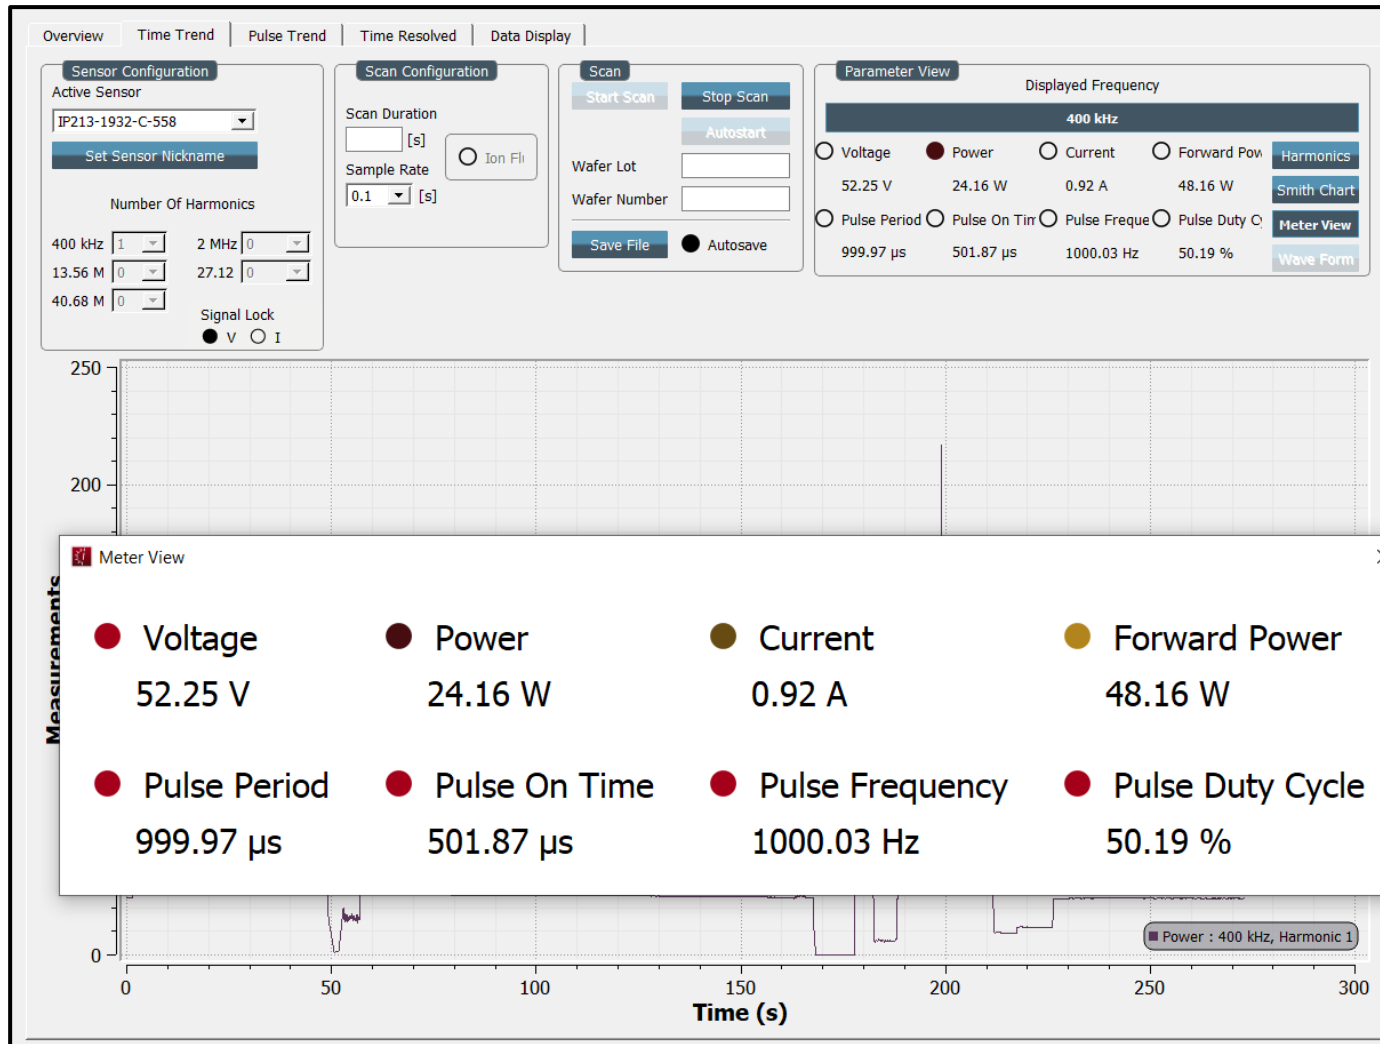 Overview Time Trend Pulse Trend Time Resolved Data Display
Sensor Configuration
Active Sensor
IP213-1932-C-558
Set Sensor Nickname
Number Of Harmonics
400 kHz 1 2 MHz 0
13.56 M 0 27.12 0
40.68 M 0
Signal Lock
V I
Scan Configuration
Scan Duration
[s]
Ion Flu
Sample Rate
0.1 [s]
Scan
Start Scan Stop Scan
Autostart
Wafer Lot
Wafer Number
Save File Autosave
Parameter View
Displayed Frequency
400 kHz
Voltage Power Current Forward Pow Harmonics
52.25 V 24.16 W 0.92 A 48.16 W Smith Chart
Pulse Period Pulse On Tim Pulse Freque Pulse Duty Cy Meter View
999.97 µs 501.87 µs 1000.03 Hz 50.19 % Wave Form
250
200
Measurements
Meter View
Voltage Power Current Forward Power
52.25 V 24.16 W 0.92 A 48.16 W
Pulse Period Pulse On Time Pulse Frequency Pulse Duty Cycle
999.97 µs 501.87 µs 1000.03 Hz 50.19 %
Power : 400 kHz, Harmonic 1
0
0 50 100 150 200 250 300
Time (s)